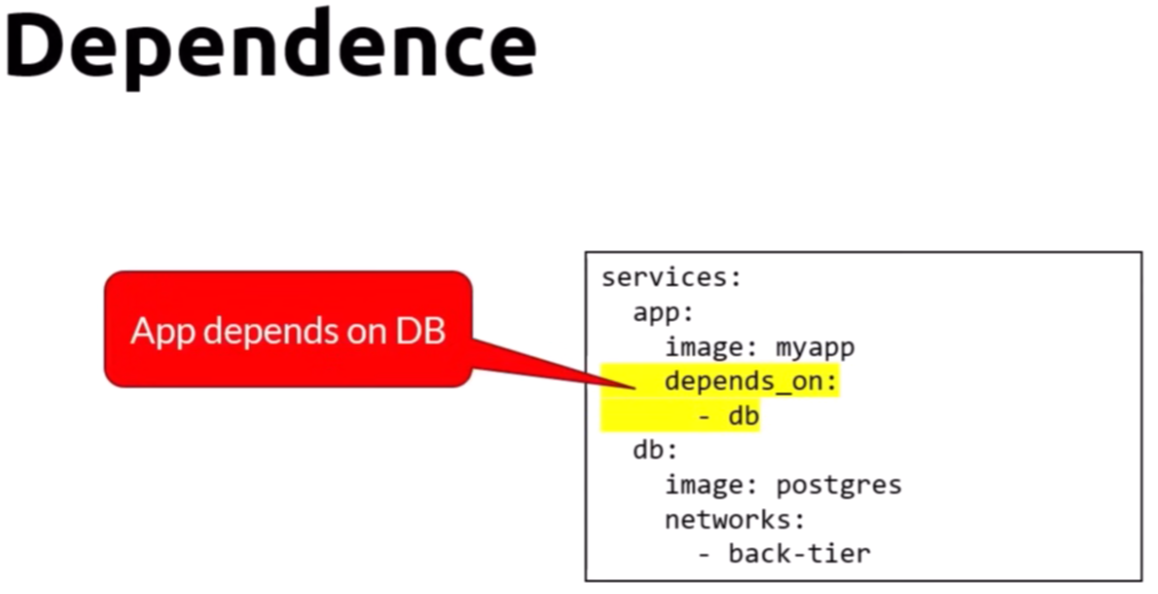 Dependence
App depends on DB
services:
  app:
    image: myapp
    depends_on:
      - db
  db:
    image: postgres
    networks:
      - back-tier